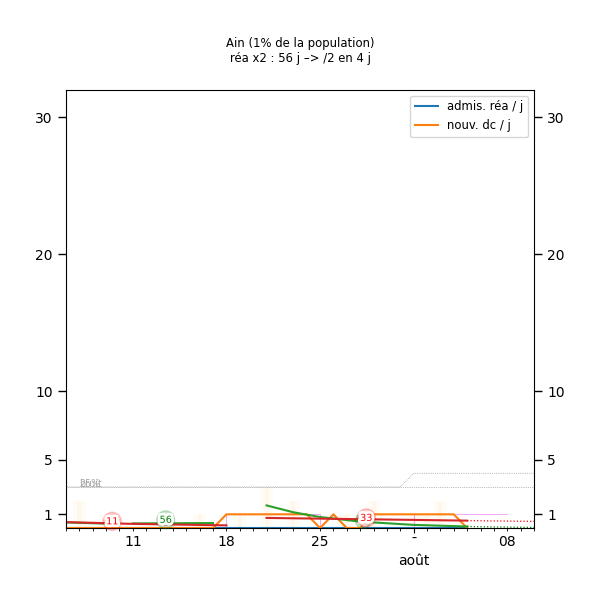 Ain (1% de la population)
réa x2 : 56 j –> /2 en 4 j
admis. réa / j
nouv. dc / j
30 30
20 20
10 10
5 5
1 1
11 56 33
11 18 25 - 08
août